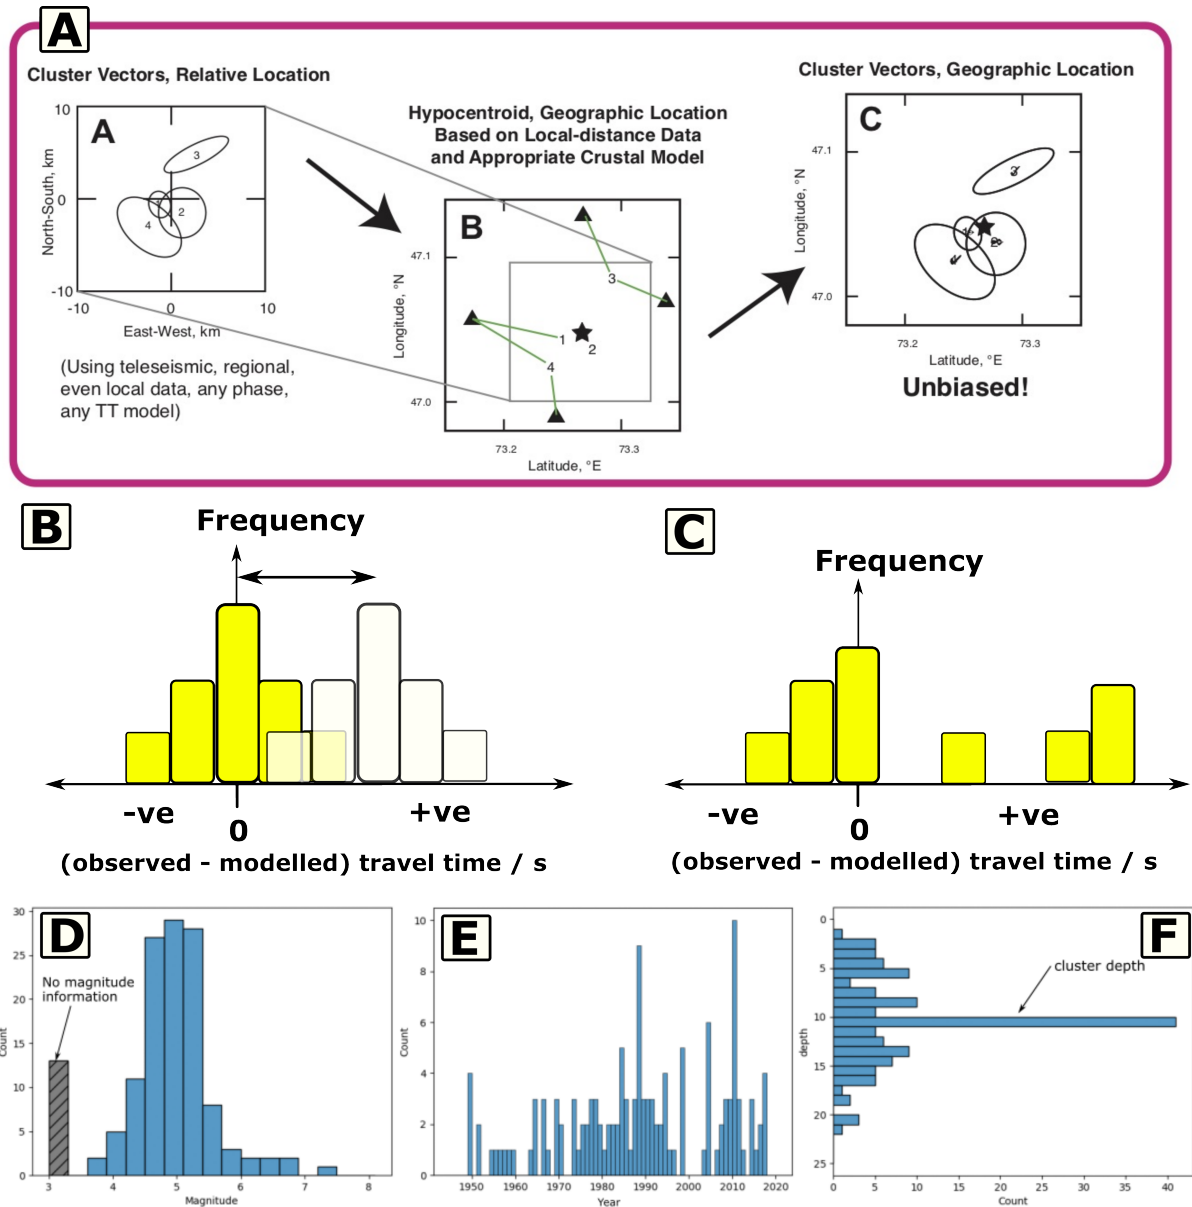 A
Cluster Vectors, Relative Location
10
A
3
North-South, km
0
1
2
4
-10
-10
0
10
East-West, km
(Using teleseismic, regional,
even local data, any phase,
any TT model)
Hypocentroid, Geographic Location
Based on Local-distance Data
and Appropriate Crustal Model
B
47.1
3
Longitude, °N
1
2
4
47.0
73.2
73.3
Latitude, °E
Cluster Vectors, Geographic Location
C
47.1
3
Longitude, °N
1
2
4
47.0
73.2
73.3
Latitude, °E
Unbiased!
B
Frequency
-ve
0
+ve
(observed - modelled) travel time / s
C
Frequency
-ve
0
+ve
(observed - modelled) travel time / s
D
30
25
20
15
10
5
0
Count
No magnitude
information
3
4
5
6
7
8
Magnitude
E
10
8
6
4
2
0
Count
1950
1960
1970
1980
1990
2000
2010
2020
Year
F
0
5
10
15
20
25
depth
cluster depth
0
5
10
15
20
25
30
35
40
Count